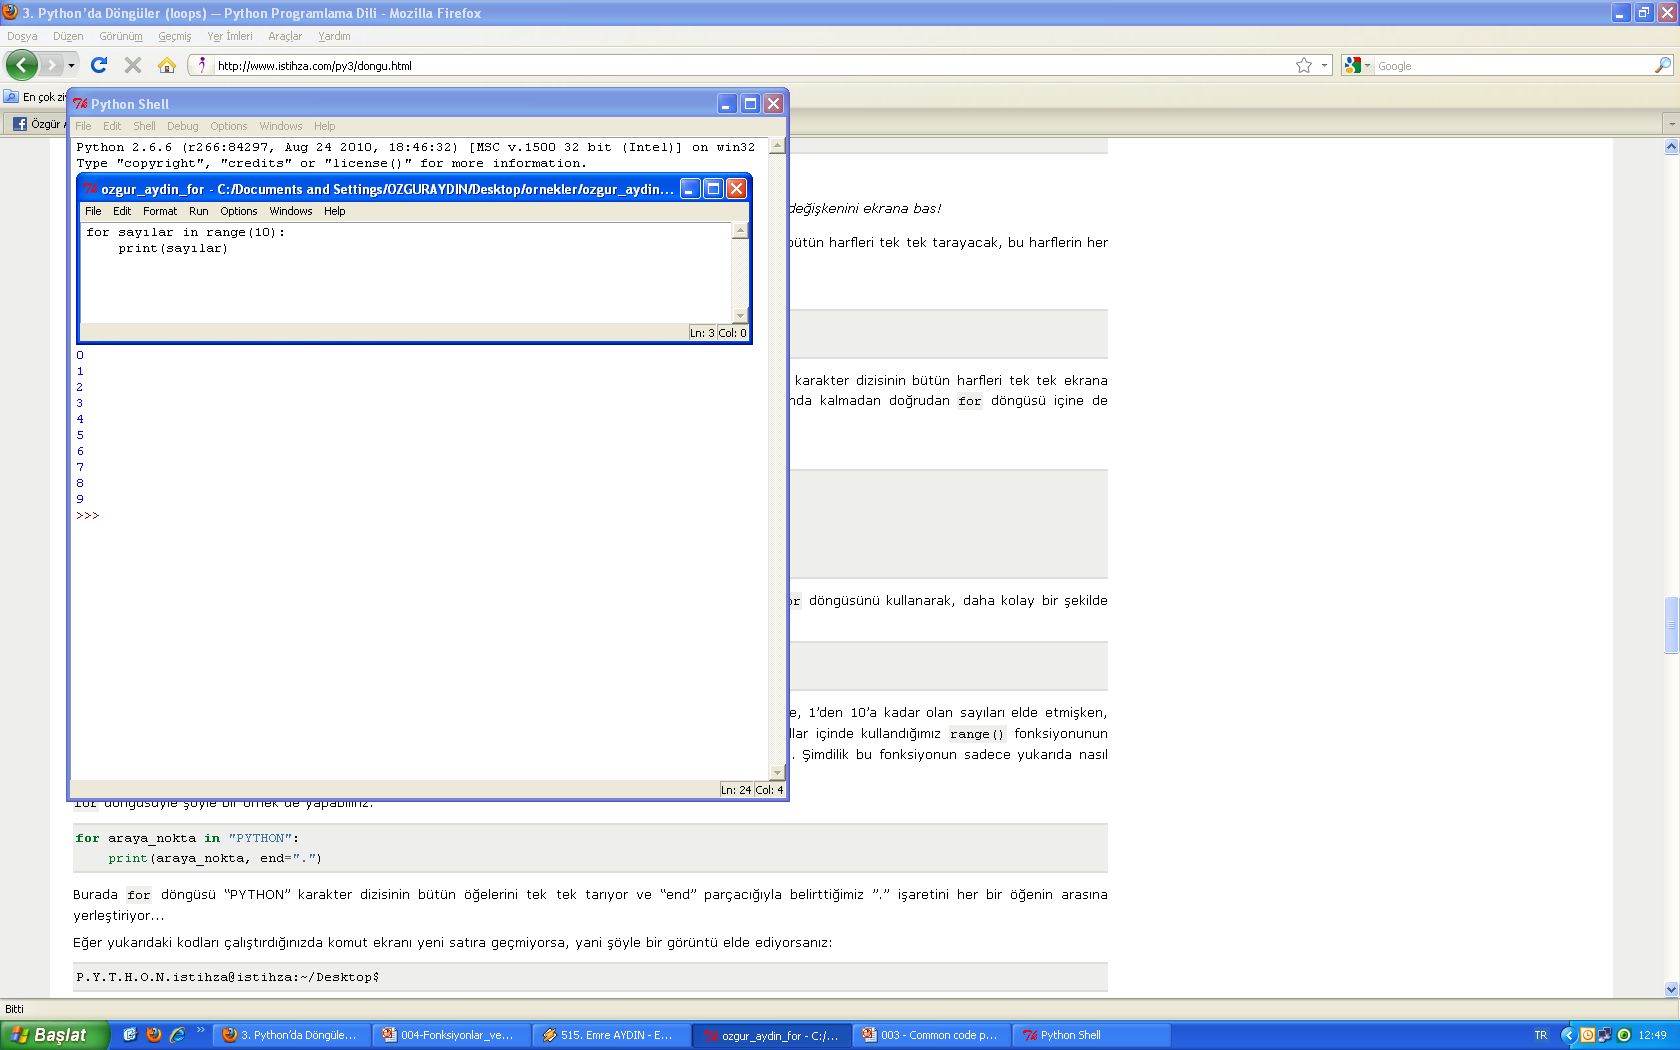 3. Python'da Döngüler (loops) — Python Programlama Dili - Mozilla Firefox
Dosya Düzen Görünüm Geçmiş Yer İmleri Araçlar Yardım
http://www.istihza.com/py3/dongu.html
Google
En çok
Özgür
Python Shell
File Edit Shell Debug Options Windows Help
Python 2.6.6 (r266:84297, Aug 24 2010, 18:46:32) [MSC v.1500 32 bit (Intel)] on win32
Type "copyright", "credits" or "license()" for more information.
ozgur_aydin_for - C:/Documents and Settings/OZGURAYDIN/Desktop/ornekler/ozgur_aydin...
File Edit Format Run Options Windows Help
for sayılar in range(10):
    print(sayılar)
Ln: 3 Col: 0
0
1
2
3
4
5
6
7
8
9
>>>
Ln: 24 Col: 4
değişkenini ekrana bas!
bütün harfleri tek tek tarayacak, bu harflerin her
karakter dizisinin bütün harfleri tek tek ekrana
kalmadan doğrudan for döngüsü içine de
döngüsünü kullanarak, daha kolay bir şekilde
1’den 10’a kadar olan sayıları elde etmişken,
içinde kullandığımız range() fonksiyonunun
. Şimdilik bu fonksiyonun sadece yukarıda nasıl
for döngüsüyle şöyle bir örnek de yapabiliriz:
for araya_nokta in "PYTHON":
    print(araya_nokta, end=".")
Burada for döngüsü “PYTHON” karakter dizisinin bütün öğelerini tek tek tarıyor ve “end” parçacığıyla belirttiğimiz ”.” işaretini her bir öğenin arasına
yerleştiriyor...
Eğer yukarıdaki kodları çalıştırdığınızda komut ekranı yeni satıra geçmiyorsa, yani şöyle bir görüntü elde ediyorsanız:
P.Y.T.H.O.N.istihza@istihza:~/Desktop$
Bitti
Başlat 3. Python'da Döngüle... 004-Fonksiyonlar_ve... 515. Emre AYDIN - E... ozgur_aydin_for - C:/... 003 - Common code p... Python Shell TR 12:49